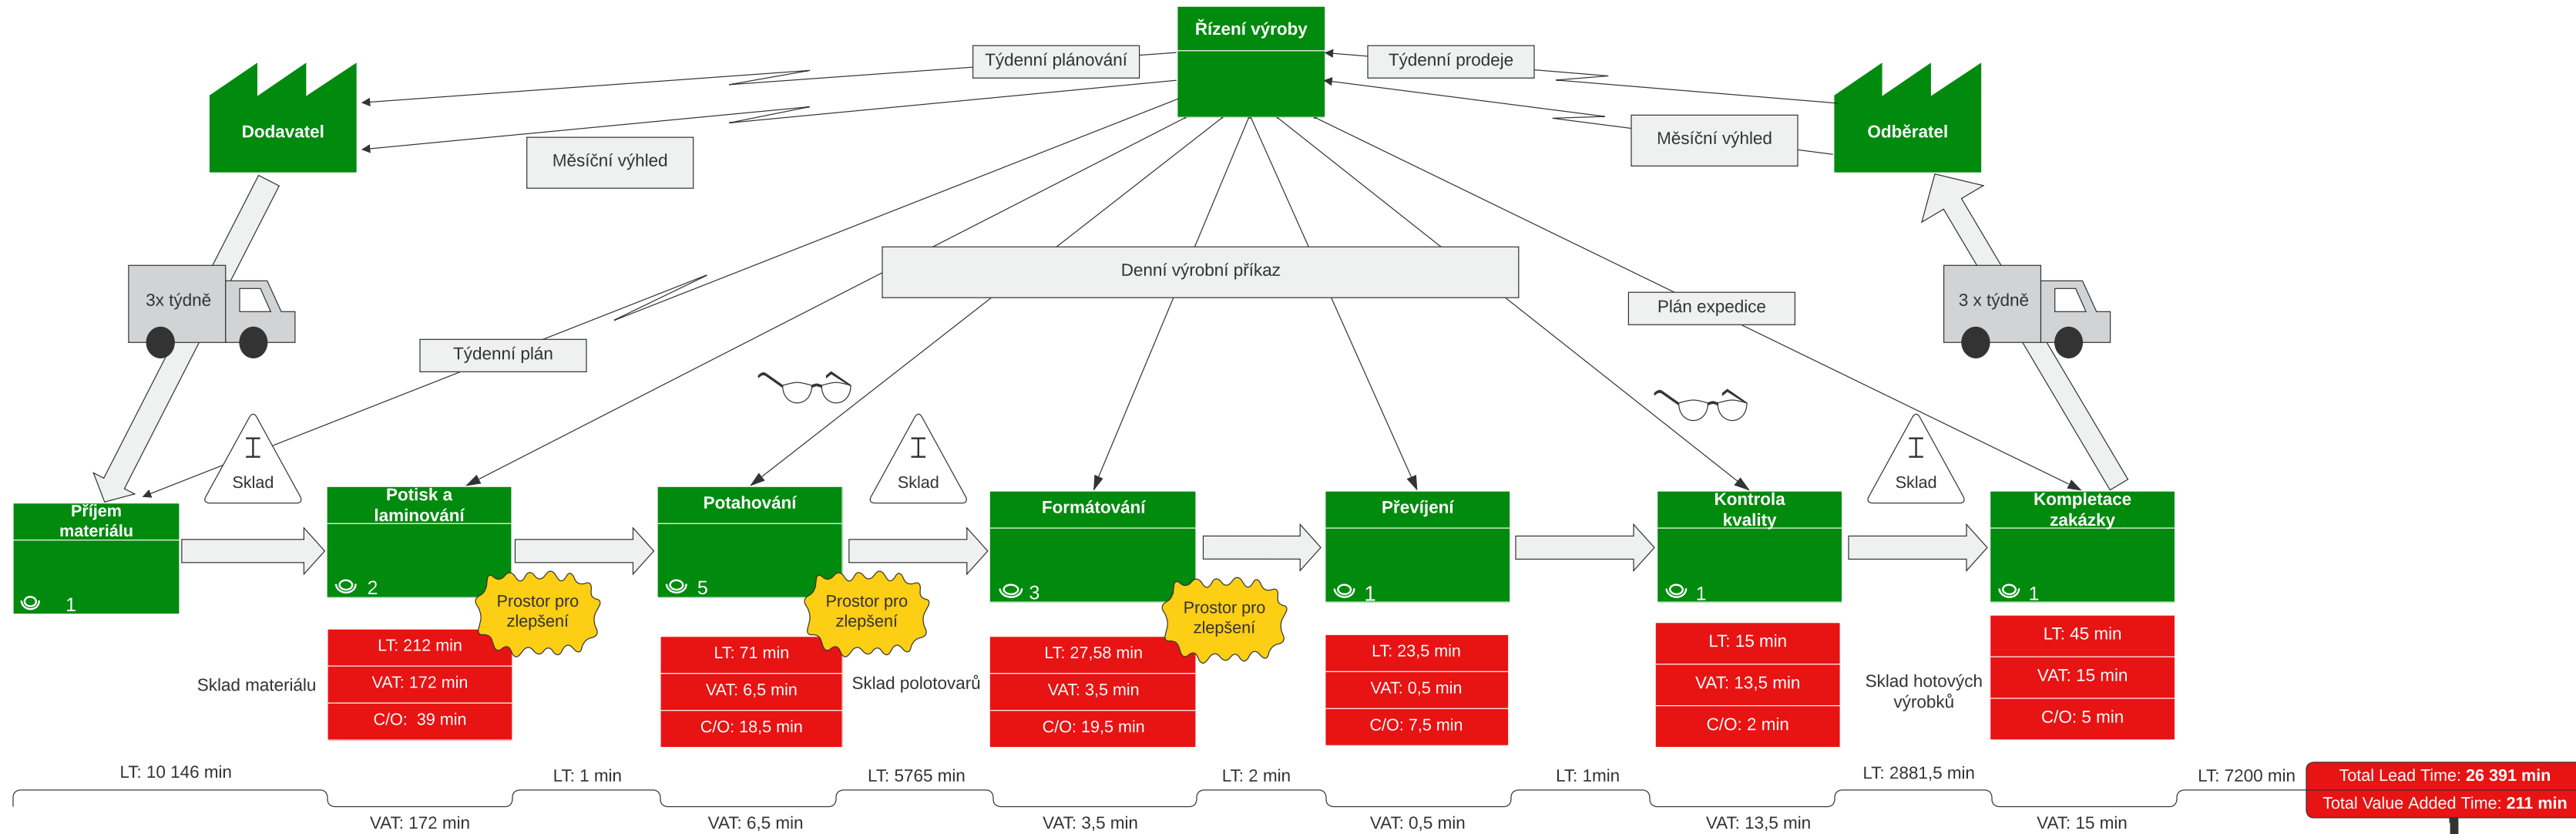 Řízení výroby
Týdenní plánování
Týdenní prodeje
Dodavatel
Měsíční výhled
Měsíční výhled
Odběratel
3x týdně
Denní výrobní příkaz
Plán expedice
3 x týdně
Týdenní plán
Sklad
Sklad
Sklad
Příjem
materiálu
1
Potisk a
laminování
2
Potahování
5
Formátování
3
Převíjení
1
Kontrola
kvality
1
Kompletace
zakázky
1
Prostor pro
zlepšení
Prostor pro
zlepšení
Prostor pro
zlepšení
Sklad materiálu
LT: 212 min
VAT: 172 min
C/O: 39 min
LT: 71 min
VAT: 6,5 min
C/O: 18,5 min
Sklad polotovarů
LT: 27,58 min
VAT: 3,5 min
C/O: 19,5 min
LT: 23,5 min
VAT: 0,5 min
C/O: 7,5 min
LT: 15 min
VAT: 13,5 min
C/O: 2 min
Sklad hotových
výrobků
LT: 45 min
VAT: 15 min
C/O: 5 min
LT: 10 146 min
LT: 1 min
LT: 5765 min
LT: 2 min
LT: 1min
LT: 2881,5 min
LT: 7200 min
Total Lead Time: 26 391 min
Total Value Added Time: 211 min
VAT: 172 min
VAT: 6,5 min
VAT: 3,5 min
VAT: 0,5 min
VAT: 13,5 min
VAT: 15 min